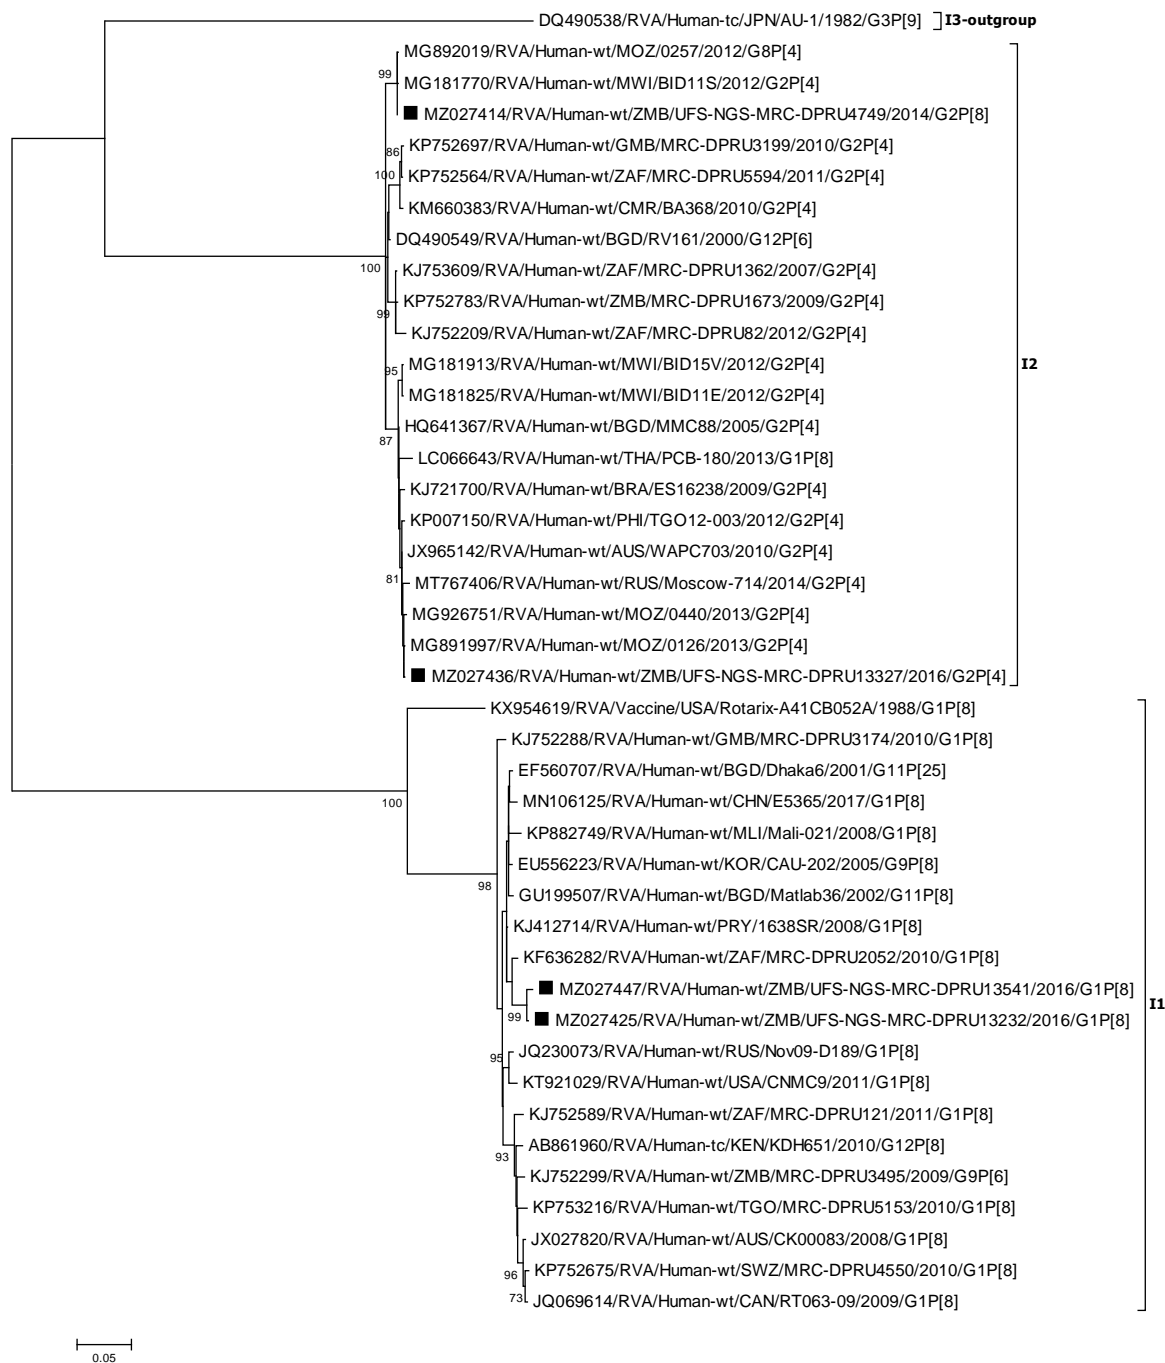 DQ490538/RVA/Human-tc/JPN/AU-1/1982/G3P[9]
I3-outgroup
MG892019/RVA/Human-wt/MOZ/0257/2012/G8P[4]
99
MG181770/RVA/Human-wt/MWI/BID11S/2012/G2P[4]
MZ027414/RVA/Human-wt/ZMB/UFS-NGS-MRC-DPRU4749/2014/G2P[8]
KP752697/RVA/Human-wt/GMB/MRC-DPRU3199/2010/G2P[4]
86
100
KP752564/RVA/Human-wt/ZAF/MRC-DPRU5594/2011/G2P[4]
KM660383/RVA/Human-wt/CMR/BA368/2010/G2P[4]
DQ490549/RVA/Human-wt/BGD/RV161/2000/G12P[6]
100
KJ753609/RVA/Human-wt/ZAF/MRC-DPRU1362/2007/G2P[4]
KP752783/RVA/Human-wt/ZMB/MRC-DPRU1673/2009/G2P[4]
99
KJ752209/RVA/Human-wt/ZAF/MRC-DPRU82/2012/G2P[4]
I2
MG181913/RVA/Human-wt/MWI/BID15V/2012/G2P[4]
95
MG181825/RVA/Human-wt/MWI/BID11E/2012/G2P[4]
HQ641367/RVA/Human-wt/BGD/MMC88/2005/G2P[4]
87
LC066643/RVA/Human-wt/THA/PCB-180/2013/G1P[8]
KJ721700/RVA/Human-wt/BRA/ES16238/2009/G2P[4]
KP007150/RVA/Human-wt/PHI/TGO12-003/2012/G2P[4]
JX965142/RVA/Human-wt/AUS/WAPC703/2010/G2P[4]
81
MT767406/RVA/Human-wt/RUS/Moscow-714/2014/G2P[4]
MG926751/RVA/Human-wt/MOZ/0440/2013/G2P[4]
MG891997/RVA/Human-wt/MOZ/0126/2013/G2P[4]
MZ027436/RVA/Human-wt/ZMB/UFS-NGS-MRC-DPRU13327/2016/G2P[4]
KX954619/RVA/Vaccine/USA/Rotarix-A41CB052A/1988/G1P[8]
KJ752288/RVA/Human-wt/GMB/MRC-DPRU3174/2010/G1P[8]
EF560707/RVA/Human-wt/BGD/Dhaka6/2001/G11P[25]
100
MN106125/RVA/Human-wt/CHN/E5365/2017/G1P[8]
KP882749/RVA/Human-wt/MLI/Mali-021/2008/G1P[8]
EU556223/RVA/Human-wt/KOR/CAU-202/2005/G9P[8]
98
GU199507/RVA/Human-wt/BGD/Matlab36/2002/G11P[8]
KJ412714/RVA/Human-wt/PRY/1638SR/2008/G1P[8]
KF636282/RVA/Human-wt/ZAF/MRC-DPRU2052/2010/G1P[8]
MZ027447/RVA/Human-wt/ZMB/UFS-NGS-MRC-DPRU13541/2016/G1P[8]
I1
99
MZ027425/RVA/Human-wt/ZMB/UFS-NGS-MRC-DPRU13232/2016/G1P[8]
JQ230073/RVA/Human-wt/RUS/Nov09-D189/G1P[8]
95
KT921029/RVA/Human-wt/USA/CNMC9/2011/G1P[8]
KJ752589/RVA/Human-wt/ZAF/MRC-DPRU121/2011/G1P[8]
AB861960/RVA/Human-tc/KEN/KDH651/2010/G12P[8]
93
KJ752299/RVA/Human-wt/ZMB/MRC-DPRU3495/2009/G9P[6]
KP753216/RVA/Human-wt/TGO/MRC-DPRU5153/2010/G1P[8]
JX027820/RVA/Human-wt/AUS/CK00083/2008/G1P[8]
96
KP752675/RVA/Human-wt/SWZ/MRC-DPRU4550/2010/G1P[8]
73
JQ069614/RVA/Human-wt/CAN/RT063-09/2009/G1P[8]
0.05